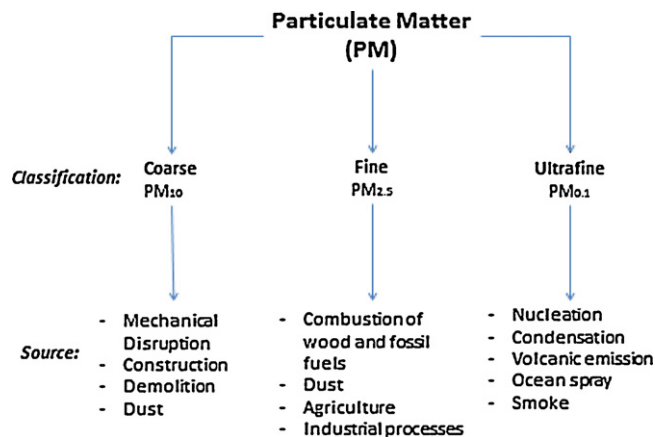 Particulate Matter
(PM)
Classification:
Coarse
PM10
Fine
PM2.5
Ultrafine
PM0.1
Source:
- Mechanical
Disruption
- Construction
- Demolition
- Dust
- Combustion of
wood and fossil
fuels
- Dust
- Agriculture
- Industrial processes
- Nucleation
- Condensation
- Volcanic emission
- Ocean spray
- Smoke